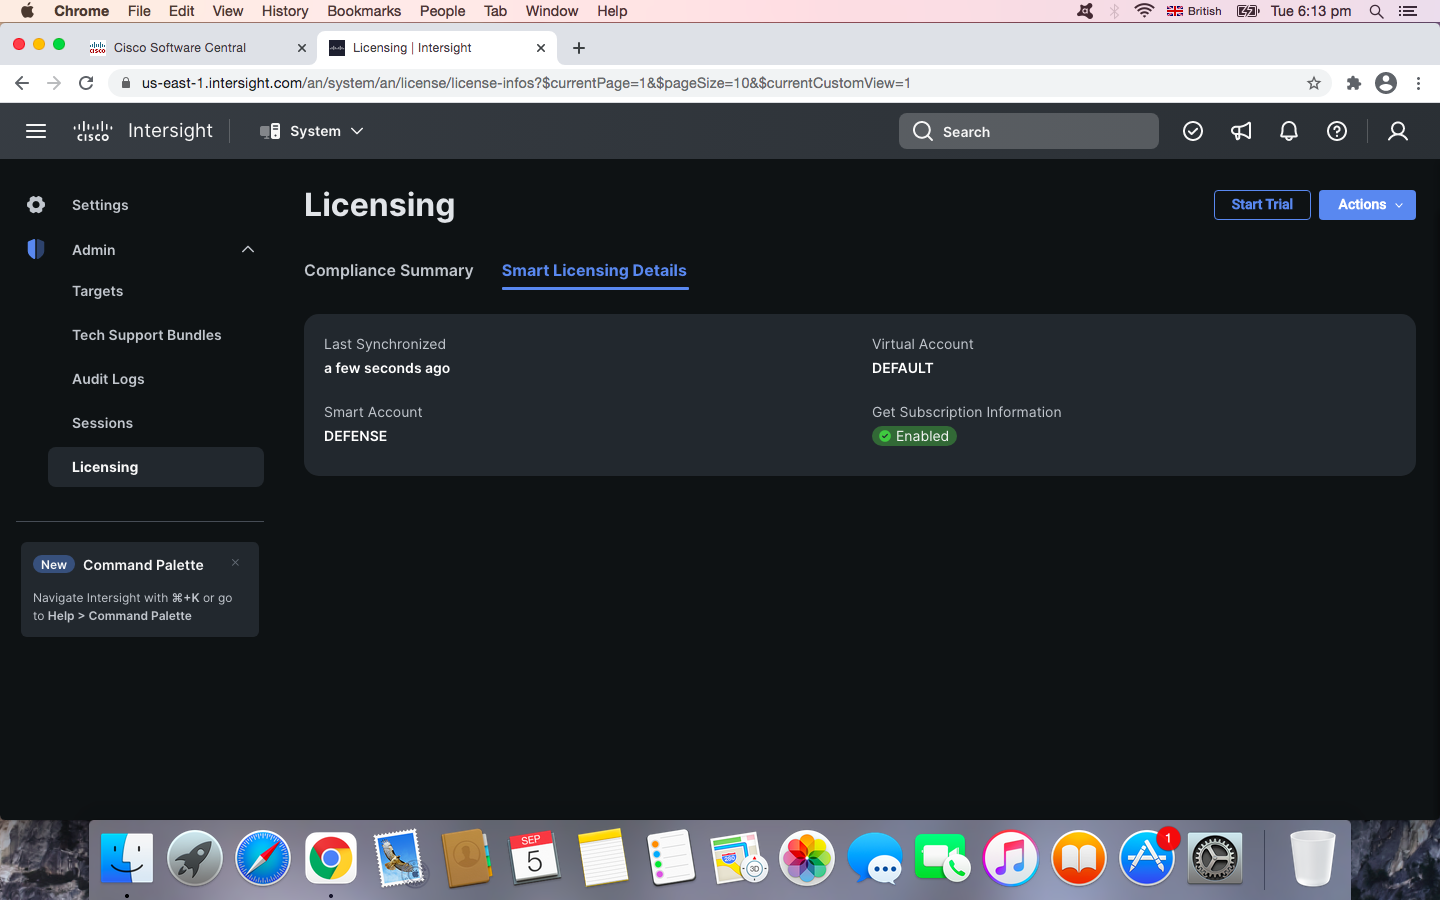 Chrome File Edit View History Bookmarks People Tab Window Help British Tue 6:13 pm
Cisco Software Central
Licensing | Intersight
us-east-1.intersight.com/an/system/an/license/license-infos?$currentPage=1&$pageSize=10&$currentCustomView=1
cisco Intersight System Search
Settings
Admin
Targets
Tech Support Bundles
Audit Logs
Sessions
Licensing
New Command Palette
Navigate Intersight with ⌘+K or go
to Help > Command Palette
Licensing
Start Trial
Actions
Compliance Summary
Smart Licensing Details
Last Synchronized
a few seconds ago
Virtual Account
DEFAULT
Smart Account
DEFENSE
Get Subscription Information
Enabled
SEP
5
280
3D
1